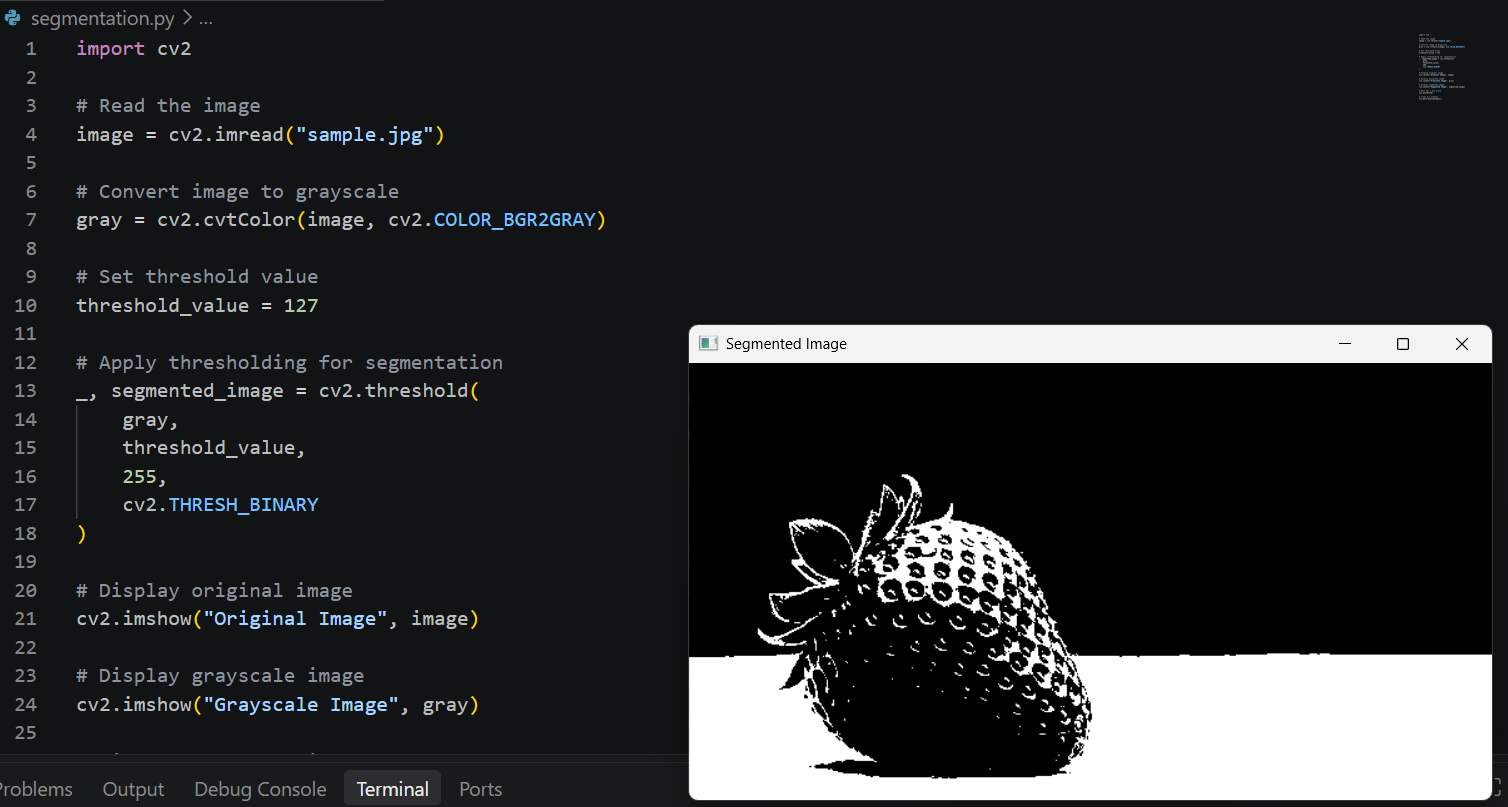 segmentation.py > ...
1 import cv2
2
3 # Read the image
4 image = cv2.imread("sample.jpg")
5
6 # Convert image to grayscale
7 gray = cv2.cvtColor(image, cv2.COLOR_BGR2GRAY)
8
9 # Set threshold value
10 threshold_value = 127
11
12 # Apply thresholding for segmentation
13 _, segmented_image = cv2.threshold(
14     gray,
15     threshold_value,
16     255,
17     cv2.THRESH_BINARY
18 )
19
20 # Display original image
21 cv2.imshow("Original Image", image)
22
23 # Display grayscale image
24 cv2.imshow("Grayscale Image", gray)
25
Segmented Image
Problems Output Debug Console Terminal Ports